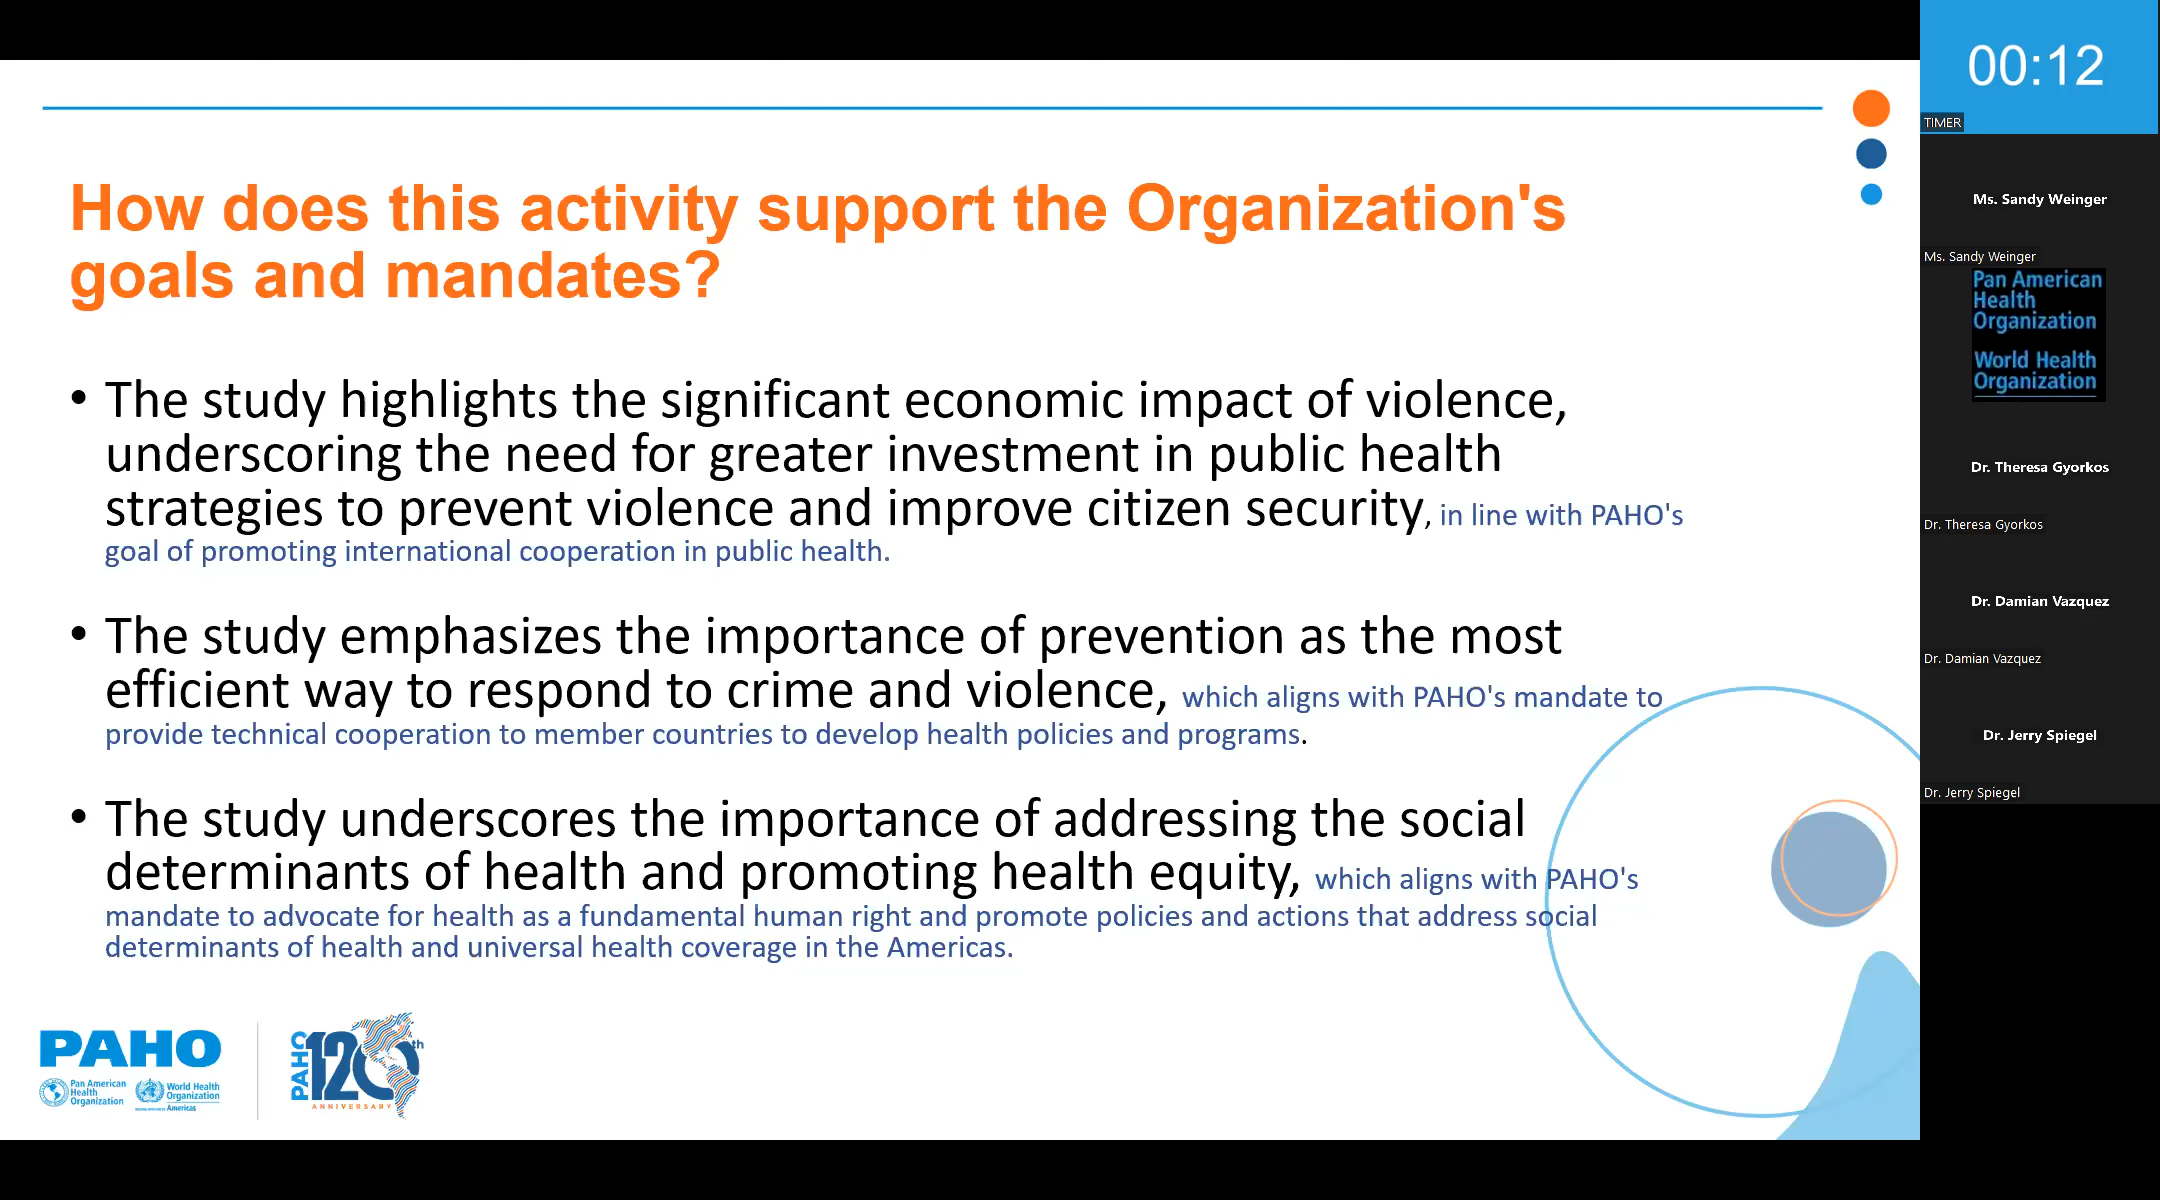 How does this activity support the Organization's
goals and mandates?
• The study highlights the significant economic impact of violence,
underscoring the need for greater investment in public health
strategies to prevent violence and improve citizen security, in line with PAHO's
goal of promoting international cooperation in public health.
• The study emphasizes the importance of prevention as the most
efficient way to respond to crime and violence, which aligns with PAHO's mandate to
provide technical cooperation to member countries to develop health policies and programs.
• The study underscores the importance of addressing the social
determinants of health and promoting health equity, which aligns with PAHO's
mandate to advocate for health as a fundamental human right and promote policies and actions that address social
determinants of health and universal health coverage in the Americas.
PAHO
Pan American
Health
Organization
World Health
Organization
Americas
PAHO
120th
ANNIVERSARY
00:12
TIMER
Ms. Sandy Weinger
Ms. Sandy Weinger
Pan American
Health
Organization
World Health
Organization
Dr. Theresa Gyorkos
Dr. Theresa Gyorkos
Dr. Damian Vazquez
Dr. Damian Vazquez
Dr. Jerry Spiegel
Dr. Jerry Spiegel